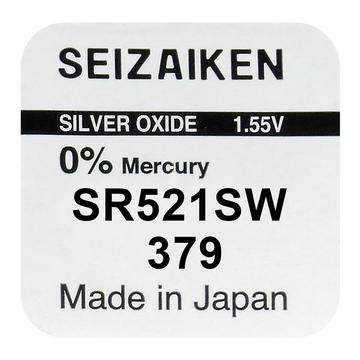 SEIZAIKEN
SILVER OXIDE 1.55V
0% Mercury
SR521SW
379
Made in Japan